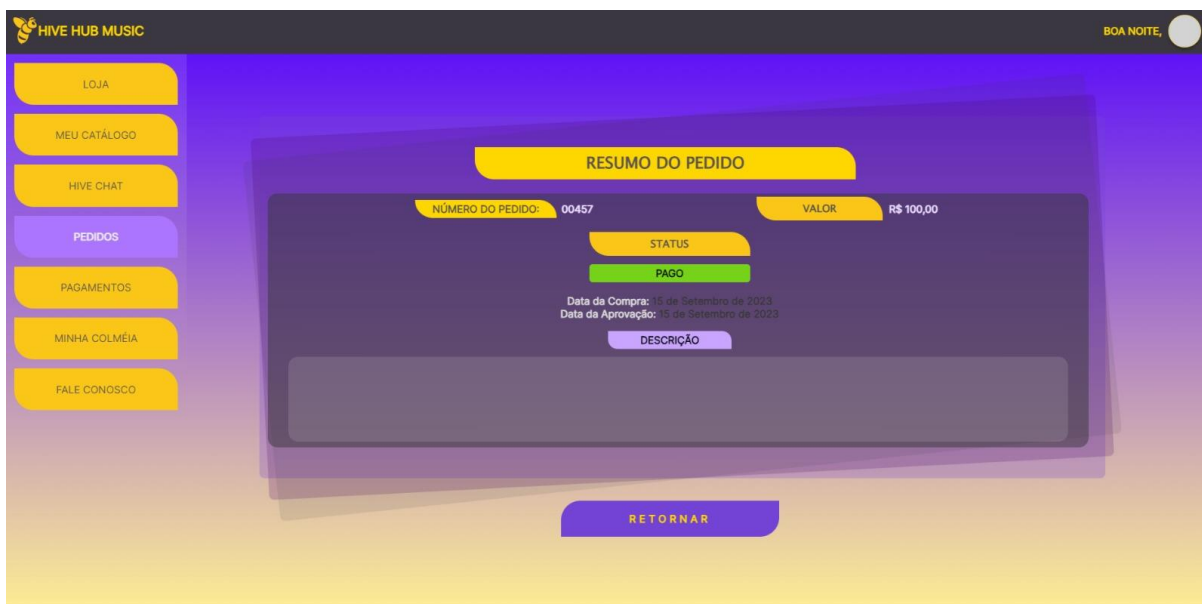 HIVE HUB MUSIC
BOA NOITE,
LOJA
MEU CATÁLOGO
HIVE CHAT
PEDIDOS
PAGAMENTOS
MINHA COLMÉIA
FALE CONOSCO
RESUMO DO PEDIDO
NÚMERO DO PEDIDO: 00457 VALOR R$ 100,00
STATUS
PAGO
Data da Compra: 15 de Setembro de 2023
Data da Aprovação: 15 de Setembro de 2023
DESCRIÇÃO
RETORNAR